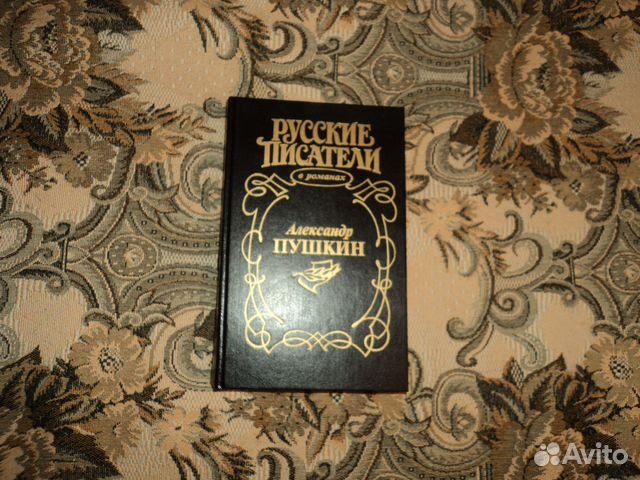 РУССКИЕ
ПИСАТЕЛИ
в романах
Александр
ПУШКИН
Avito